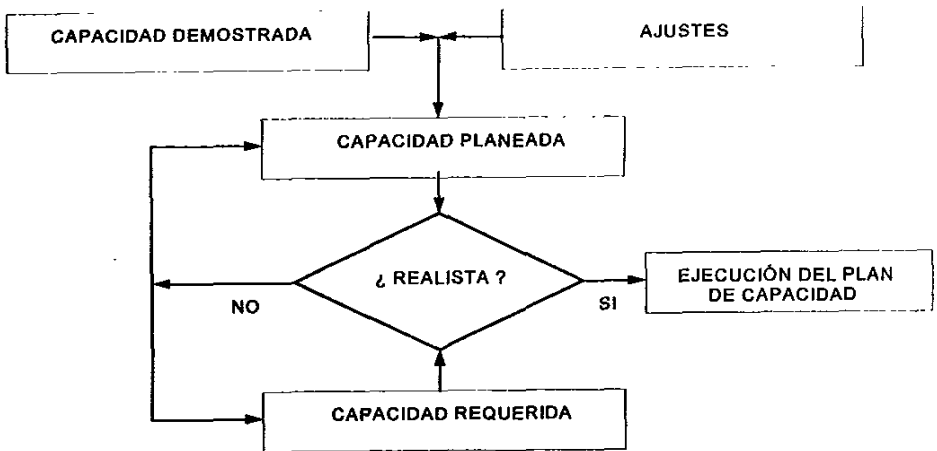 CAPACIDAD DEMOSTRADA
AJUSTES
CAPACIDAD PLANEADA
¿ REALISTA ?
NO
SI
EJECUCIÓN DEL PLAN
DE CAPACIDAD
CAPACIDAD REQUERIDA